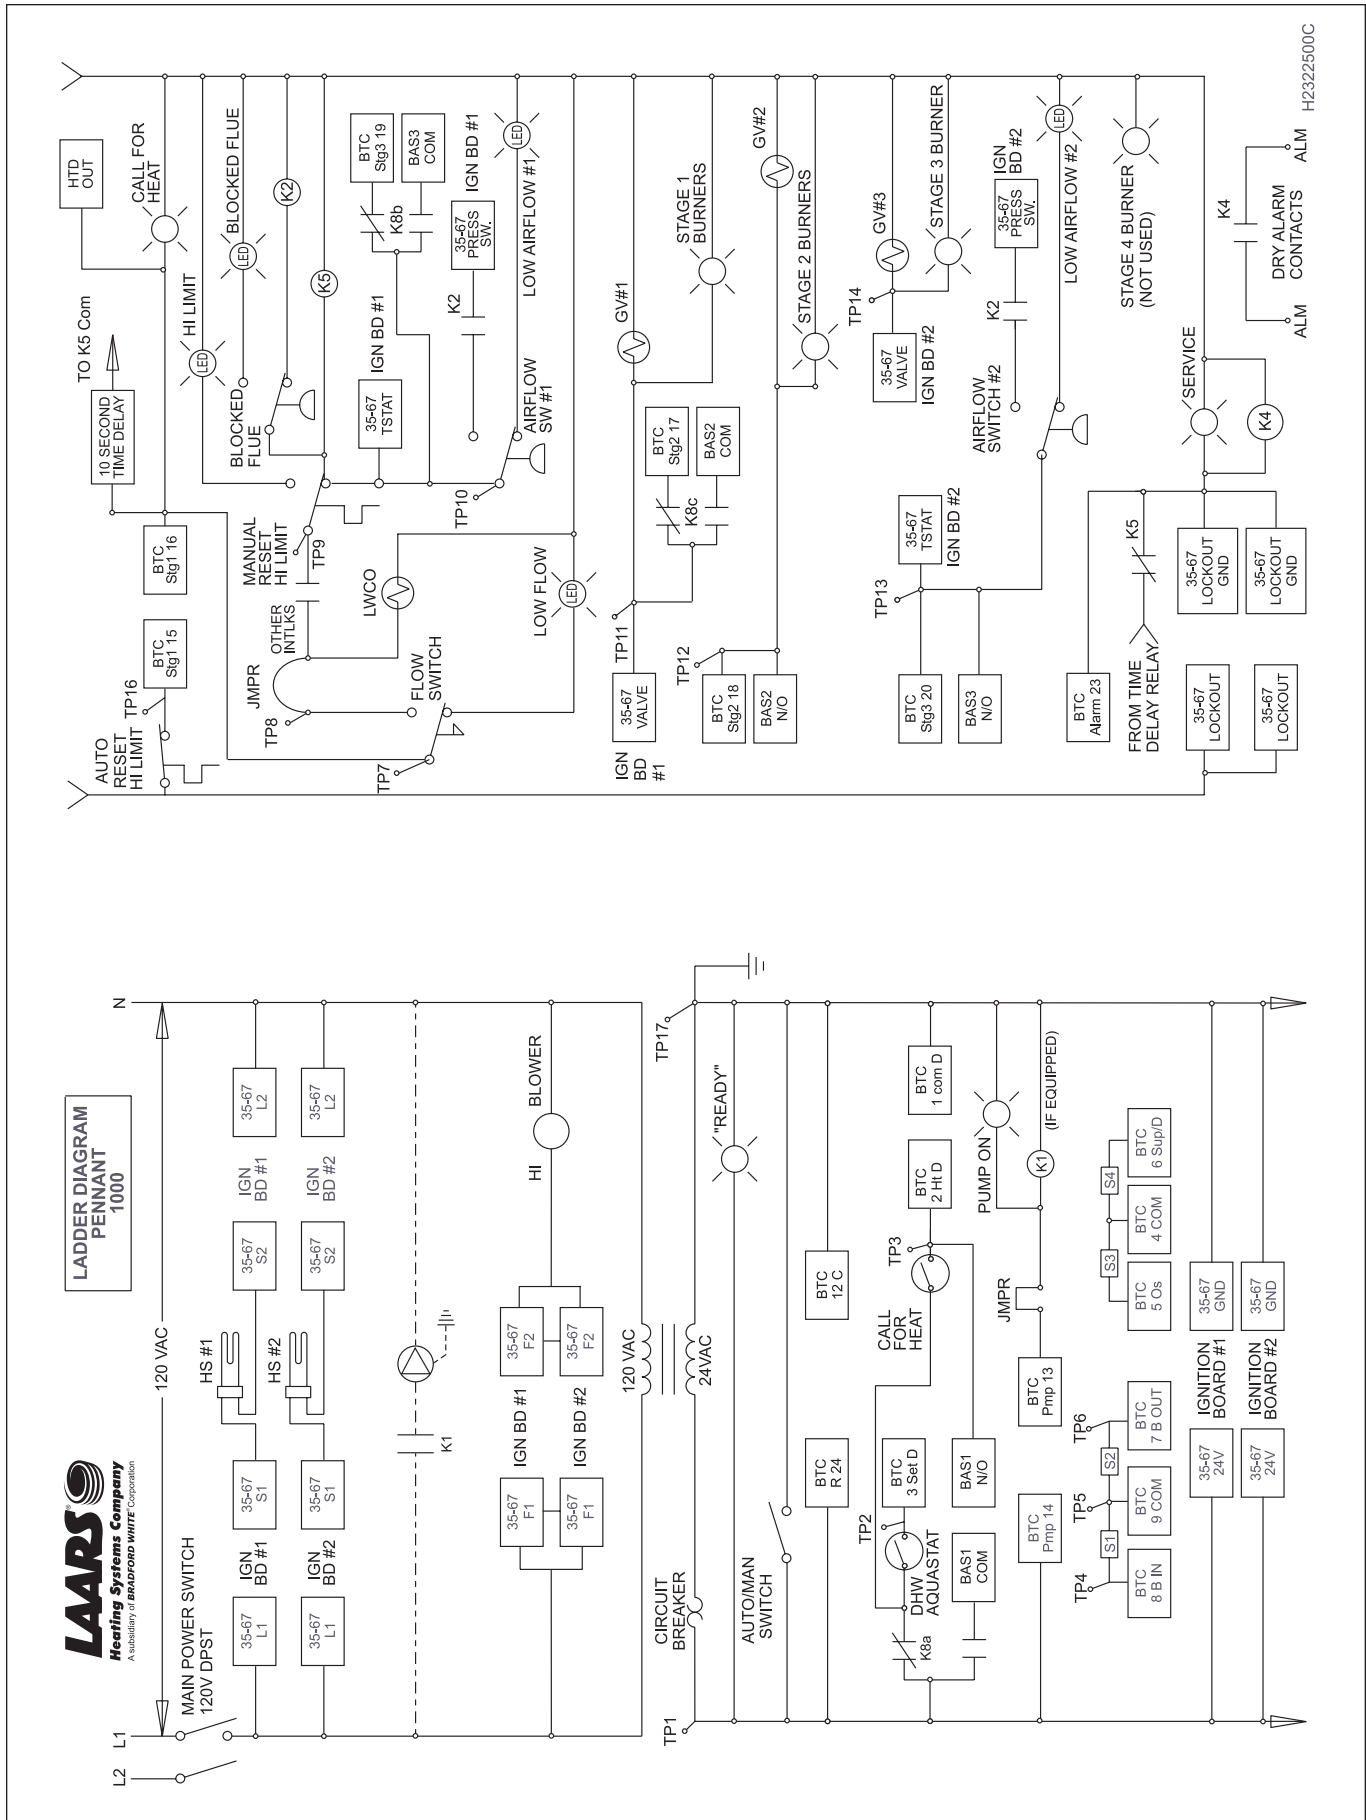 LAARS®
Heating Systems Company
A subsidiary of BRADFORD WHITE® Corporation
LADDER DIAGRAM
PENNANT
1000
L1
L2
120 VAC
N
MAIN POWER SWITCH
120V DPST
35-67
L1
IGN
BD #1
35-67
S1
HS #1
35-67
S2
IGN
BD #1
35-67
L2
35-67
L1
IGN
BD #2
35-67
S1
HS #2
35-67
S2
IGN
BD #2
35-67
L2
K1
35-67
F1
IGN BD #1
35-67
F2
35-67
F1
IGN BD #2
35-67
F2
HI
BLOWER
120 VAC
24VAC
CIRCUIT
BREAKER
TP1
TP17
"READY"
AUTO/MAN
SWITCH
BTC
R 24
BTC
12 C
K8a
DHW
AQUASTAT
TP2
BTC
3 Set D
CALL
FOR
HEAT
TP3
BTC
2 Ht D
BTC
1 com D
BAS1
COM
BAS1
N/O
PUMP ON
BTC
Pmp 14
BTC
Pmp 13
JMPR
K1
(IF EQUIPPED)
TP4
S1
TP5
S2
TP6
BTC
8 B IN
BTC
9 COM
BTC
7 B OUT
S3
S4
BTC
5 Os
BTC
4 COM
BTC
6 Sup/D
35-67
24V
IGNITION
BOARD #1
35-67
GND
35-67
24V
IGNITION
BOARD #2
35-67
GND
HTD
OUT
AUTO
RESET
HI LIMIT
TP16
BTC
Stg1 15
BTC
Stg1 16
10 SECOND
TIME DELAY
TO K5 Com
CALL FOR
HEAT
HI LIMIT
LED
BLOCKED
FLUE
LED
BLOCKED FLUE
K2
MANUAL
RESET
HI LIMIT
TP9
K5
TP7
FLOW
SWITCH
TP8
JMPR
OTHER
INTLKS
LWCO
35-67
TSTAT
IGN BD #1
K8b
BTC
Stg3 19
BAS3
COM
TP10
K2
35-67
PRESS
SW.
IGN BD #1
AIRFLOW
SW #1
LED
LOW AIRFLOW #1
LOW FLOW
LED
35-67
VALVE
IGN
BD
#1
TP11
GV#1
K8c
BTC
Stg2 17
BAS2
COM
STAGE 1
BURNERS
TP12
BTC
Stg2 18
BAS2
N/O
GV#2
STAGE 2 BURNERS
35-67
VALVE
IGN BD #2
TP14
GV#3
STAGE 3 BURNER
BTC
Stg3 20
BAS3
N/O
TP13
35-67
TSTAT
IGN BD #2
AIRFLOW
SWITCH #2
K2
35-67
PRESS
SW.
IGN
BD #2
LED
LOW AIRFLOW #2
STAGE 4 BURNER
(NOT USED)
BTC
Alarm 23
FROM TIME
DELAY RELAY
K5
SERVICE
K4
35-67
LOCKOUT
35-67
LOCKOUT
GND
35-67
LOCKOUT
35-67
LOCKOUT
GND
ALM
K4
DRY ALARM
CONTACTS
ALM
H2322500C